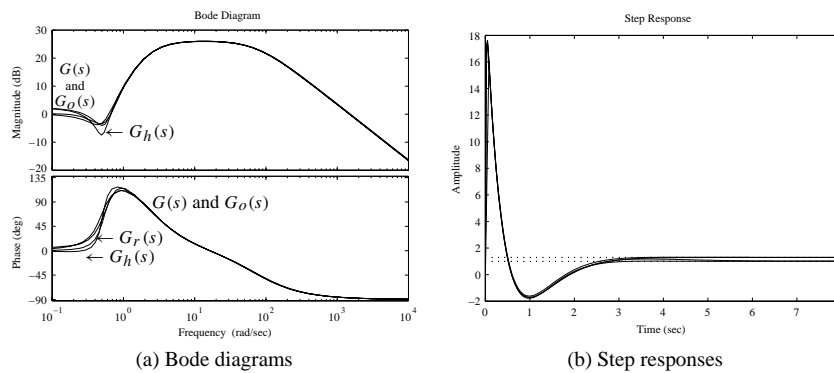 Bode Diagram
30
20
10
0
−10
−20
Magnitude (dB)
G(s)
and
G_o(s)
← G_h(s)
135
90
45
0
−45
−90
Phase (deg)
G(s) and G_o(s)
← G_r(s)
← G_h(s)
10^−1
10^0
10^1
10^2
10^3
10^4
Frequency (rad/sec)
(a) Bode diagrams
Step Response
18
16
14
12
10
8
6
4
2
0
−2
Amplitude
0
1
2
3
4
5
6
7
Time (sec)
(b) Step responses